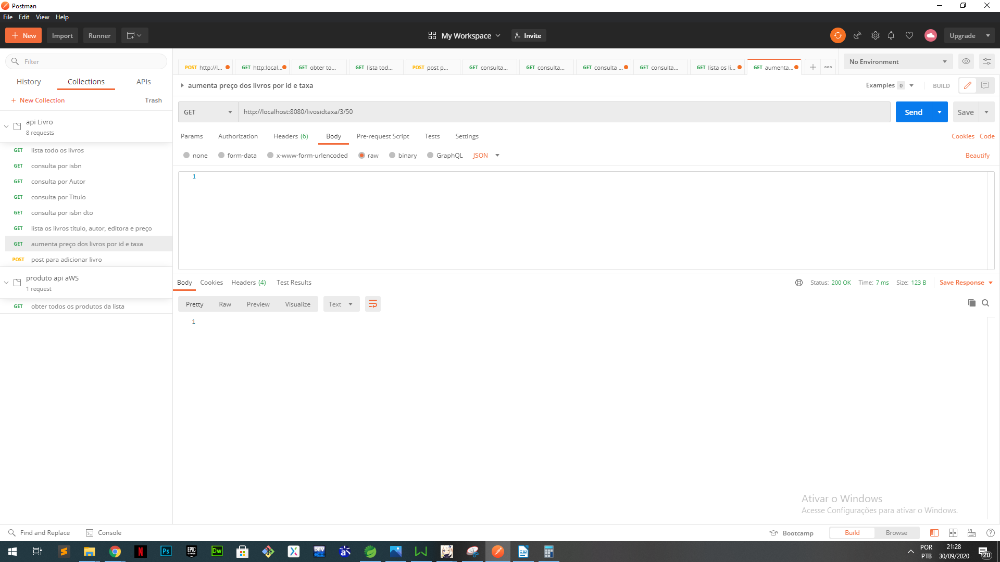 Postman
File Edit View Help
New Import Runner My Workspace Invite Upgrade
Filter
POST http://l... GET http:local... GET obter to... GET lista tod... POST post p... GET consulta... GET consulta... GET consulta ... GET consulta... GET lista os li... GET aumenta... No Environment
History Collections APIs
+ New Collection Trash
aumenta preço dos livros por id e taxa Examples 0 BUILD
GET http://localhost:8080/livosidtaxa/3/50 Send Save
api Livro
8 requests
Params Authorization Headers (6) Body Pre-request Script Tests Settings Cookies Code
none form-data x-www-form-urlencoded raw binary GraphQL JSON Beautify
1
GET lista todo os livros
GET consulta por isbn
GET consulta por Autor
GET consulta por Titulo
GET consulta por isbn dto
GET lista os livros título, autor, editora e preço
GET aumenta preço dos livros por id e taxa
POST post para adicionar livro
produto api aWS
1 request
GET obter todos os produtos da lista
Body Cookies Headers (4) Test Results Status: 200 OK Time: 7 ms Size: 123 B Save Response
Pretty Raw Preview Visualize Text
1
Ativar o Windows
Acesse Configurações para ativar o Windows.
Find and Replace Console Bootcamp Build Browse
N Ps EPIC GAMES Dw DEV C++
POR
PTB
21:28
30/09/2020
20